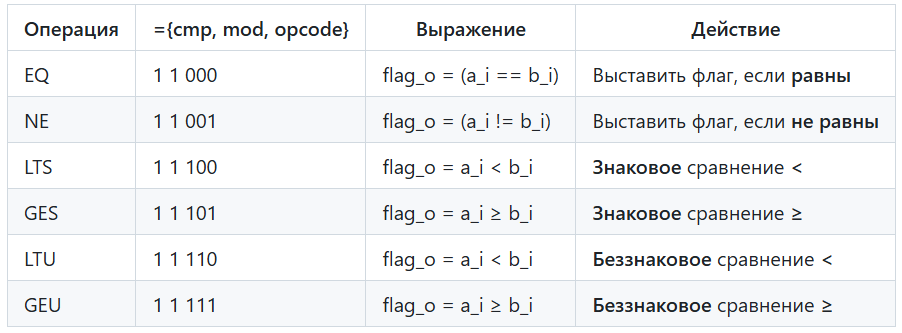 Операция ={cmp, mod, opcode} Выражение Действие
EQ 1 1 000 flag_o = (a_i == b_i) Выставить флаг, если равны
NE 1 1 001 flag_o = (a_i != b_i) Выставить флаг, если не равны
LTS 1 1 100 flag_o = a_i < b_i Знаковое сравнение <
GES 1 1 101 flag_o = a_i ≥ b_i Знаковое сравнение ≥
LTU 1 1 110 flag_o = a_i < b_i Беззнаковое сравнение <
GEU 1 1 111 flag_o = a_i ≥ b_i Беззнаковое сравнение ≥